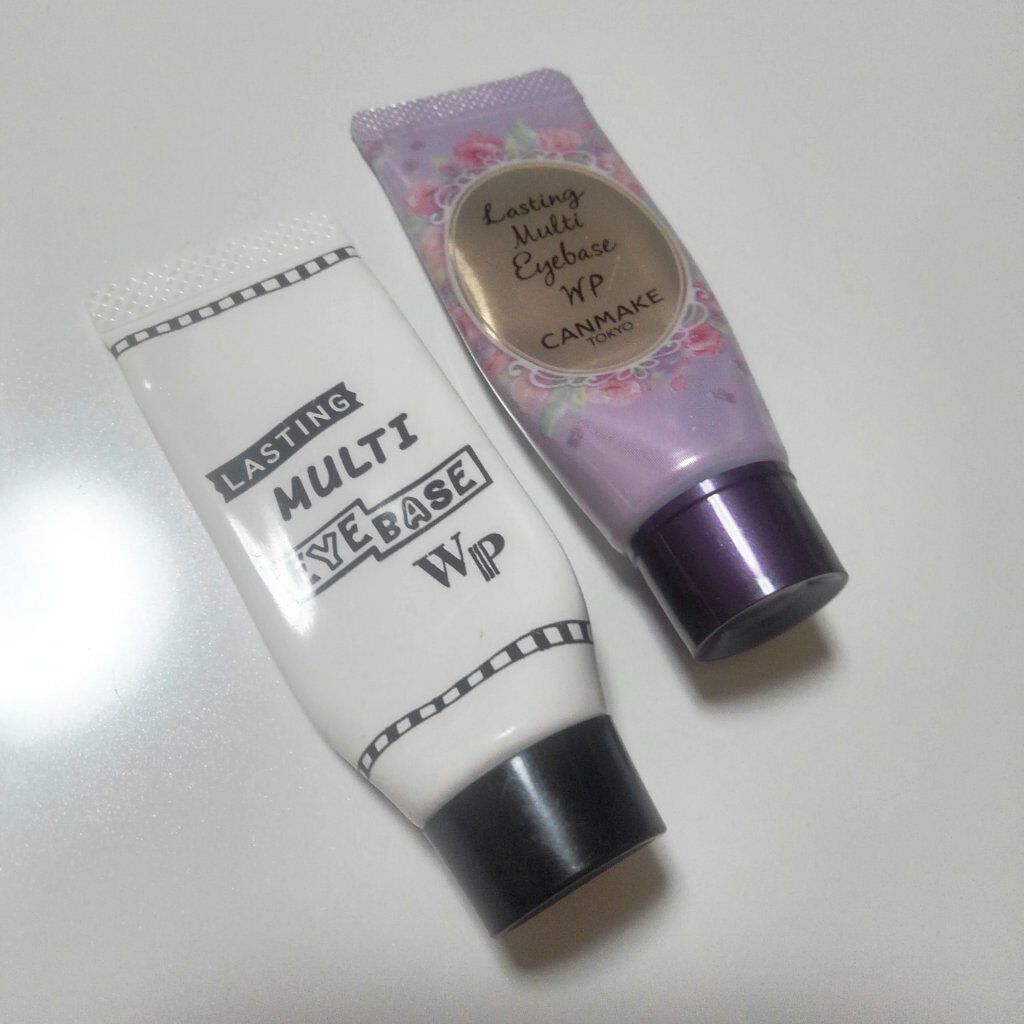 LASTING
MULTI
EYEBASE
WP
Lasting
Multi
Eyebase
WP
CANMAKE
TOKYO